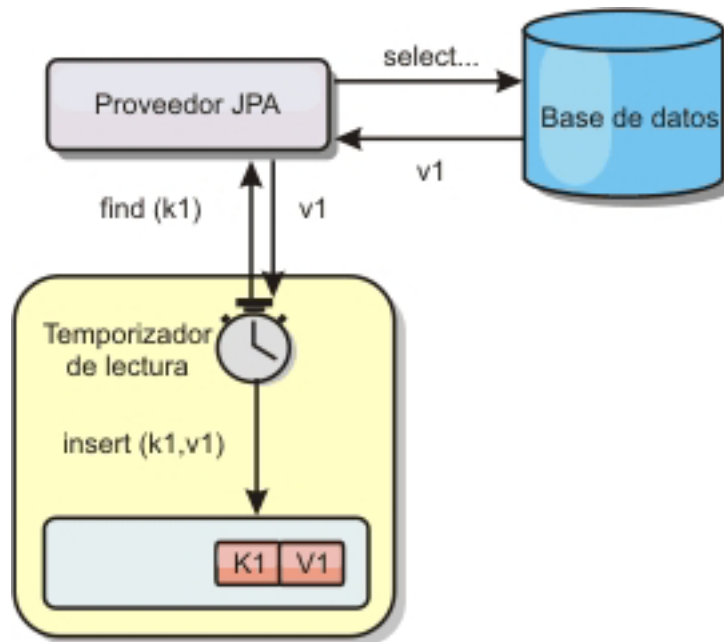 select...
Proveedor JPA
Base de datos
v1
find (k1)
v1
Temporizador
de lectura
insert (k1,v1)
K1
V1